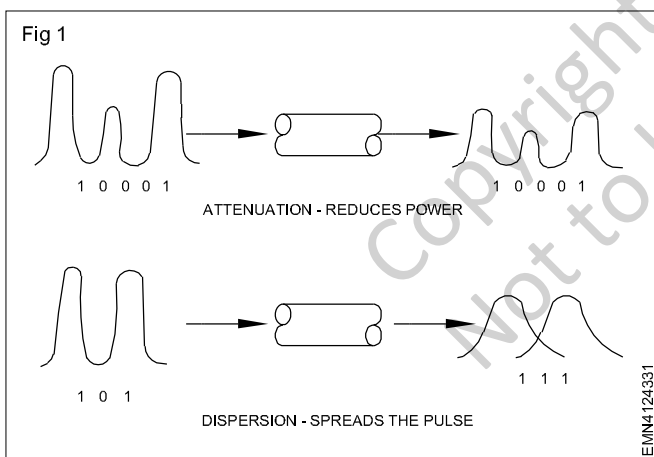 Fig 1
1 0 0 0 1
1 0 0 0 1
ATTENUATION - REDUCES POWER
1 0 1
1 1 1
DISPERSION - SPREADS THE PULSE
EMN4124331
Copyright
Not to